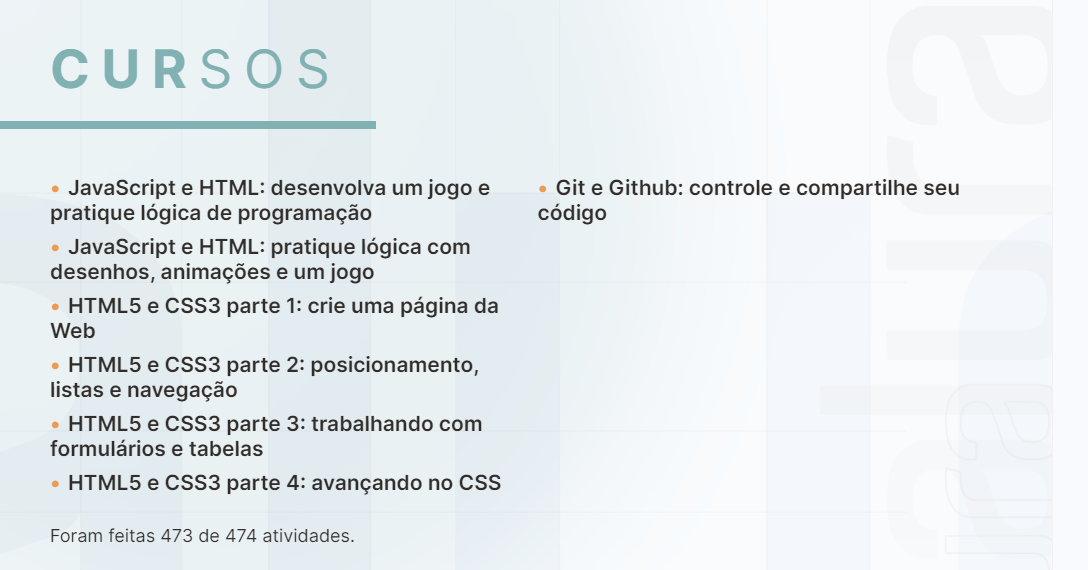 CURSOS
• JavaScript e HTML: desenvolva um jogo e
pratique lógica de programação
• JavaScript e HTML: pratique lógica com
desenhos, animações e um jogo
• HTML5 e CSS3 parte 1: crie uma página da
Web
• HTML5 e CSS3 parte 2: posicionamento,
listas e navegação
• HTML5 e CSS3 parte 3: trabalhando com
formulários e tabelas
• HTML5 e CSS3 parte 4: avançando no CSS
• Git e Github: controle e compartilhe seu
código
Foram feitas 473 de 474 atividades.
alura
ura